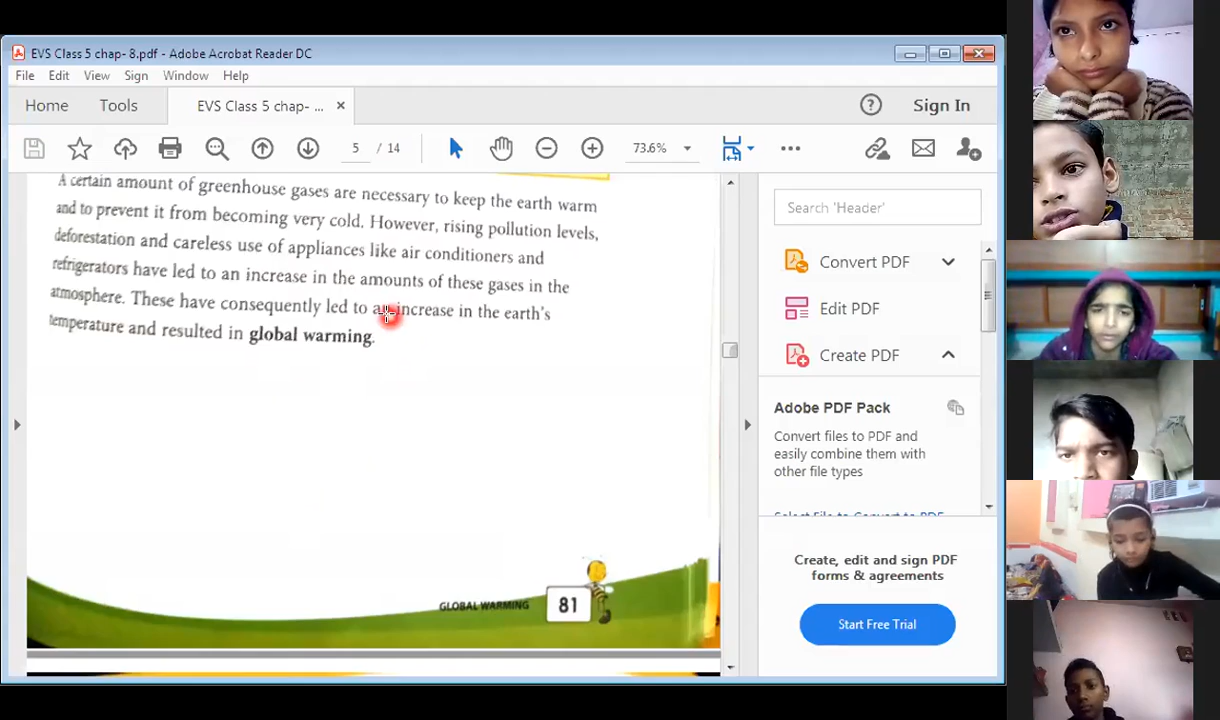 EVS Class 5 chap- 8.pdf - Adobe Acrobat Reader DC
File Edit View Sign Window Help
Home Tools EVS Class 5 chap- ... × Sign In
5 / 14 73.6%
A certain amount of greenhouse gases are necessary to keep the earth warm
and to prevent it from becoming very cold. However, rising pollution levels,
deforestation and careless use of appliances like air conditioners and
refrigerators have led to an increase in the amounts of these gases in the
atmosphere. These have consequently led to an increase in the earth's
temperature and resulted in global warming.
GLOBAL WARMING 81
Search 'Header'
Convert PDF
Edit PDF
Create PDF
Adobe PDF Pack
Convert files to PDF and
easily combine them with
other file types
Select File to Convert to PDF
Create, edit and sign PDF
forms & agreements
Start Free Trial